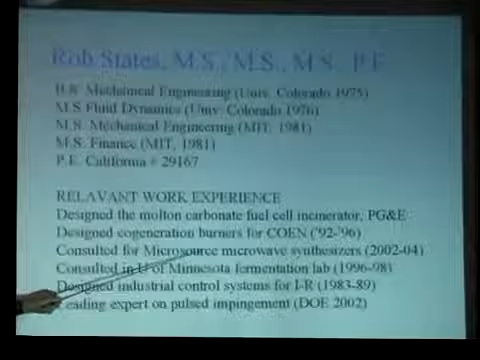 Rob States, M.S., M.S., M.S., P.E
B.S. Mechanical Engineering (Univ. Colorado 1975)
M.S Fluid Dynamics (Univ. Colorado 1976)
M.S. Mechanical Engineering (MIT, 1981)
M.S. Finance (MIT, 1981)
P.E. California # 29167
RELAVANT WORK EXPERIENCE
Designed the molton carbonate fuel cell incinerator, PG&E
Designed cogeneration burners for COEN ('92-'96)
Consulted for Microsource microwave synthesizers (2002-04)
Consulted in U of Minnesota fermentation lab (1996-98)
Designed industrial control systems for I-R (1983-89)
Leading expert on pulsed impingement (DOE 2002)